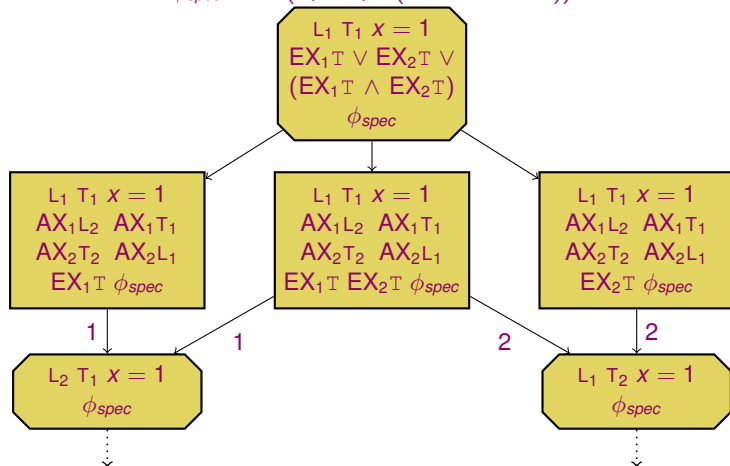 L₁ T₁ x = 1
EX₁T ∨ EX₂T ∨
(EX₁T ∧ EX₂T)
ϕspec
L₁ T₁ x = 1
AX₁L₂ AX₁T₁
AX₂T₂ AX₂L₁
EX₁T ϕspec
L₁ T₁ x = 1
AX₁L₂ AX₁T₁
AX₂T₂ AX₂L₁
EX₁T EX₂T ϕspec
L₁ T₁ x = 1
AX₁L₂ AX₁T₁
AX₂T₂ AX₂L₁
EX₂T ϕspec
1
1
2
2
L₂ T₁ x = 1
ϕspec
L₁ T₂ x = 1
ϕspec